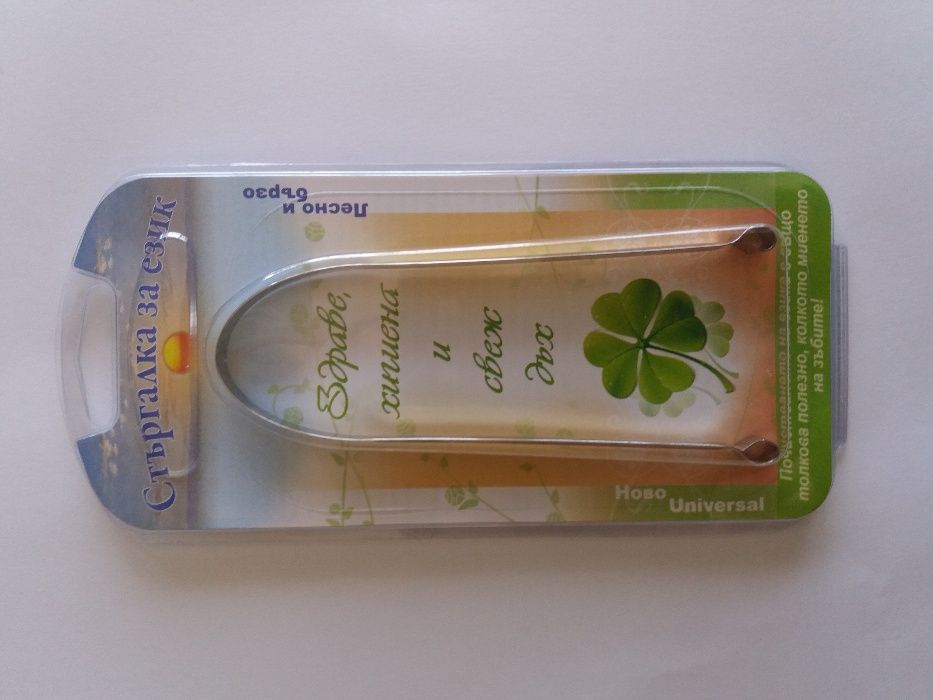 Стъргалка за език
Лесно и
бързо
Здраве,
хигиена
и
свеж
дъх
Ново
Universal
Почистването на езика е също
толкова полезно, колкото миенето
на зъбите!